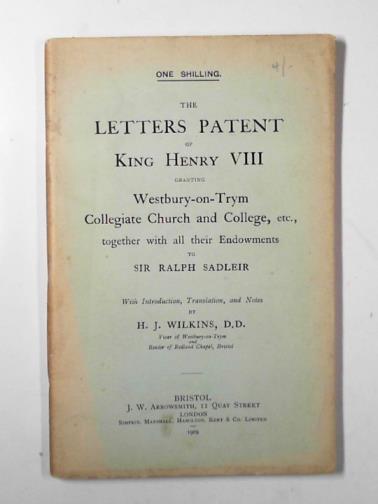 4/-
ONE SHILLING.
THE
LETTERS PATENT
OF
KING HENRY VIII
GRANTING
Westbury-on-Trym
Collegiate Church and College, etc.,
together with all their Endowments
TO
SIR RALPH SADLEIR
With Introduction, Translation, and Notes
BY
H. J. WILKINS, D.D.
Vicar of Westbury-on-Trym
and
Rector of Redland Chapel, Bristol
BRISTOL
J. W. ARROWSMITH, 11 QUAY STREET
LONDON
SIMPKIN, MARSHALL, HAMILTON, KENT & CO. LIMITED
1909